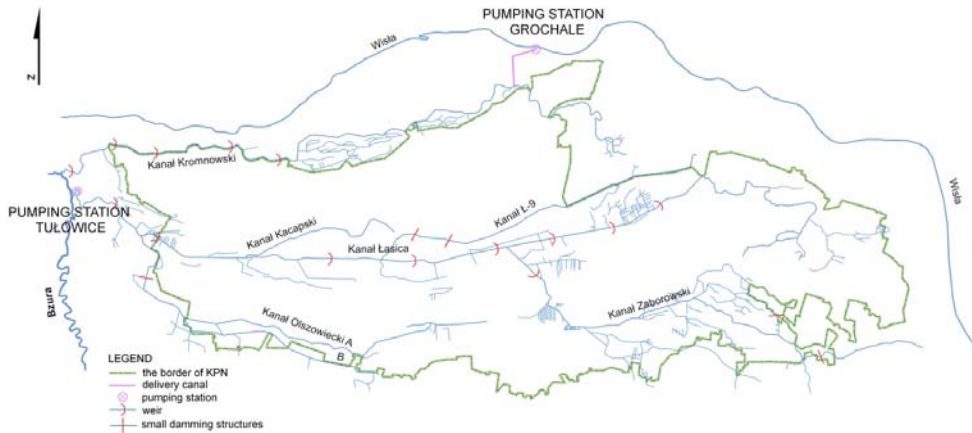 PUMPING STATION
GROCHALE
Wisła
Z
Kanał Kromnowski
PUMPING STATION
TUŁOWICE
Kanał Ł-9
Kanał Kacapski
Kanał Łasica
Wisła
Bzura
Kanał Zaborowski
Kanał Olszowiecki A
B
LEGEND
the border of KPN
delivery canal
pumping station
weir
small damming structures